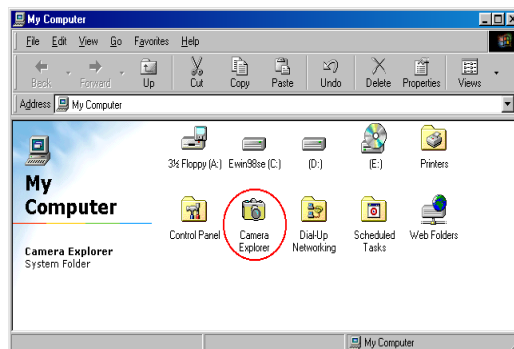 My Computer
File Edit View Go Favorites Help
Back Forward Up Cut Copy Paste Undo Delete Properties Views
Address My Computer
My Computer
3½ Floppy (A:) Ewin98se (C:) (D:) (E:) Printers
Control Panel Camera Explorer Dial-Up Networking Scheduled Tasks Web Folders
Camera Explorer
System Folder
My Computer